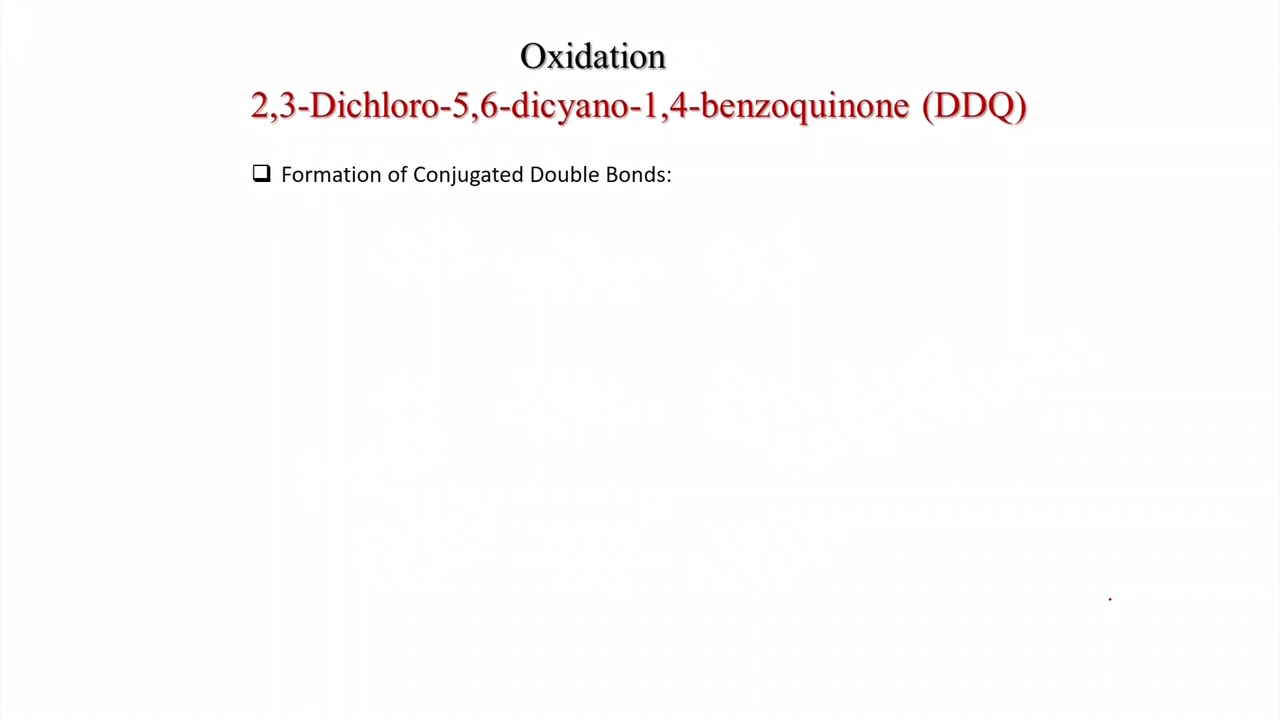 Oxidation
2,3-Dichloro-5,6-dicyano-1,4-benzoquinone (DDQ)
❑ Formation of Conjugated Double Bonds: